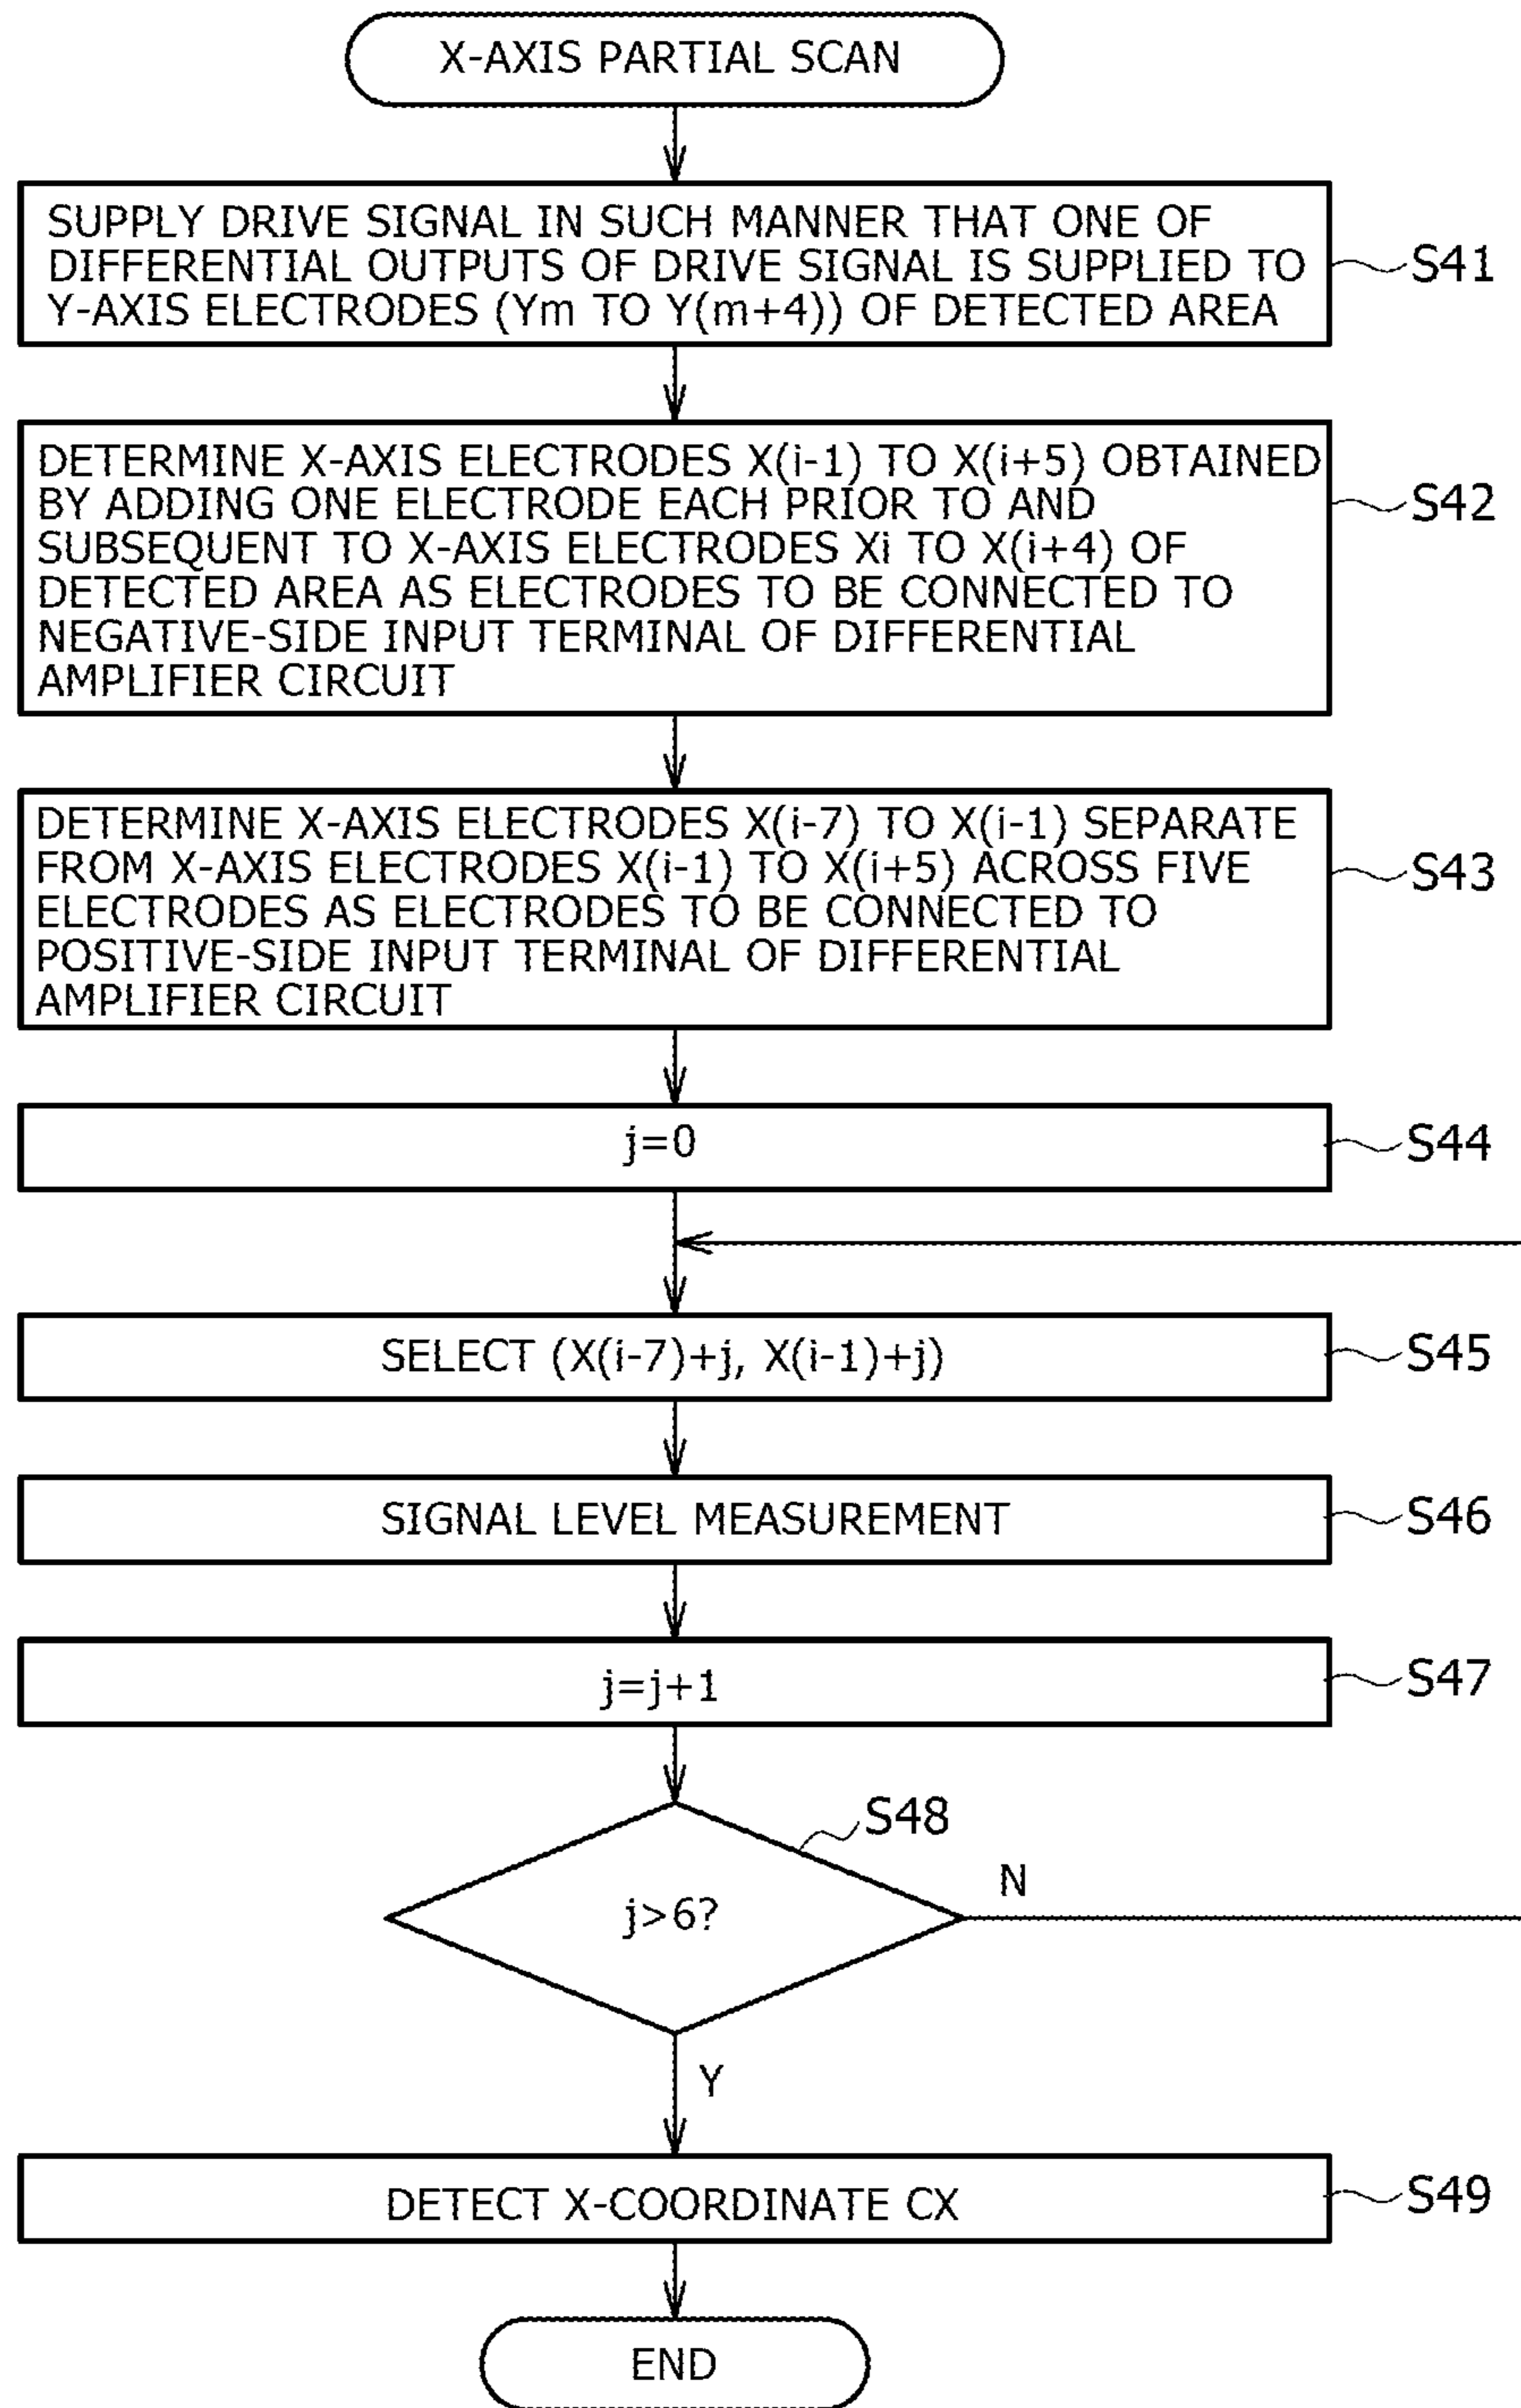 X-AXIS PARTIAL SCAN
SUPPLY DRIVE SIGNAL IN SUCH MANNER THAT ONE OF
DIFFERENTIAL OUTPUTS OF DRIVE SIGNAL IS SUPPLIED TO
Y-AXIS ELECTRODES (Ym TO Y(m+4)) OF DETECTED AREA
S41
DETERMINE X-AXIS ELECTRODES X(i-1) TO X(i+5) OBTAINED
BY ADDING ONE ELECTRODE EACH PRIOR TO AND
SUBSEQUENT TO X-AXIS ELECTRODES Xi TO X(i+4) OF
DETECTED AREA AS ELECTRODES TO BE CONNECTED TO
NEGATIVE-SIDE INPUT TERMINAL OF DIFFERENTIAL
AMPLIFIER CIRCUIT
S42
DETERMINE X-AXIS ELECTRODES X(i-7) TO X(i-1) SEPARATE
FROM X-AXIS ELECTRODES X(i-1) TO X(i+5) ACROSS FIVE
ELECTRODES AS ELECTRODES TO BE CONNECTED TO
POSITIVE-SIDE INPUT TERMINAL OF DIFFERENTIAL
AMPLIFIER CIRCUIT
S43
j=0
S44
SELECT (X(i-7)+j, X(i-1)+j)
S45
SIGNAL LEVEL MEASUREMENT
S46
j=j+1
S47
S48
j>6?
N
Y
DETECT X-COORDINATE CX
S49
END